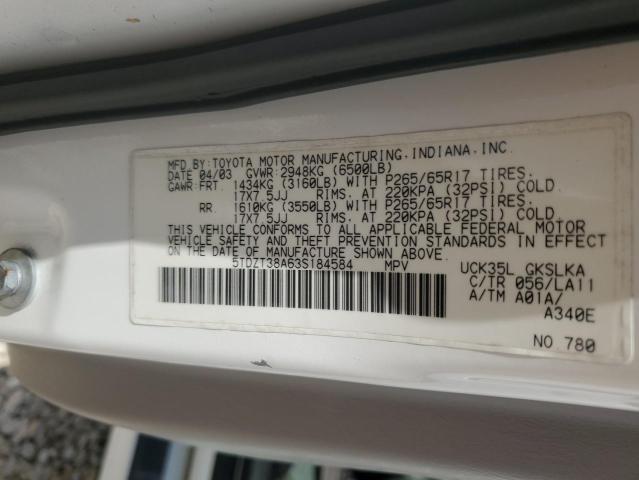 MFD.BY:TOYOTA MOTOR MANUFACTURING,INDIANA,INC.
DATE 04/03 GVWR:2948KG (6500LB)
GAWR:FRT. 1434KG (3160LB) WITH P265/65R17 TIRES.
17X7.5JJ RIMS. AT 220KPA (32PSI) COLD.
RR. 1610KG (3550LB) WITH P265/65R17 TIRES.
17X7.5JJ RIMS. AT 220KPA (32PSI) COLD.
THIS VEHICLE CONFORMS TO ALL APPLICABLE FEDERAL MOTOR
VEHICLE SAFETY AND THEFT PREVENTION STANDARDS IN EFFECT
ON THE DATE OF MANUFACTURE SHOWN ABOVE.
5TDZT38A63S184584 MPV
UCK35L GKSLKA
C/TR 056/LA11
A/TM A01A/
A340E
NO.780